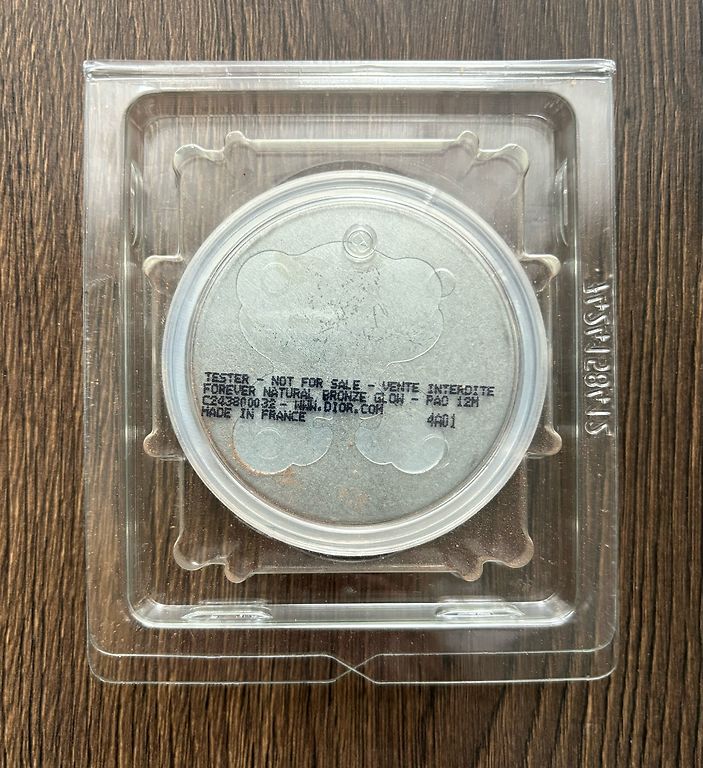 TESTER - NOT FOR SALE - VENTE INTERDITE
FOREVER NATURAL BRONZE GLOW - PAO 12M
C243800032 - WWW.DIOR.COM
MADE IN FRANCE 4A01